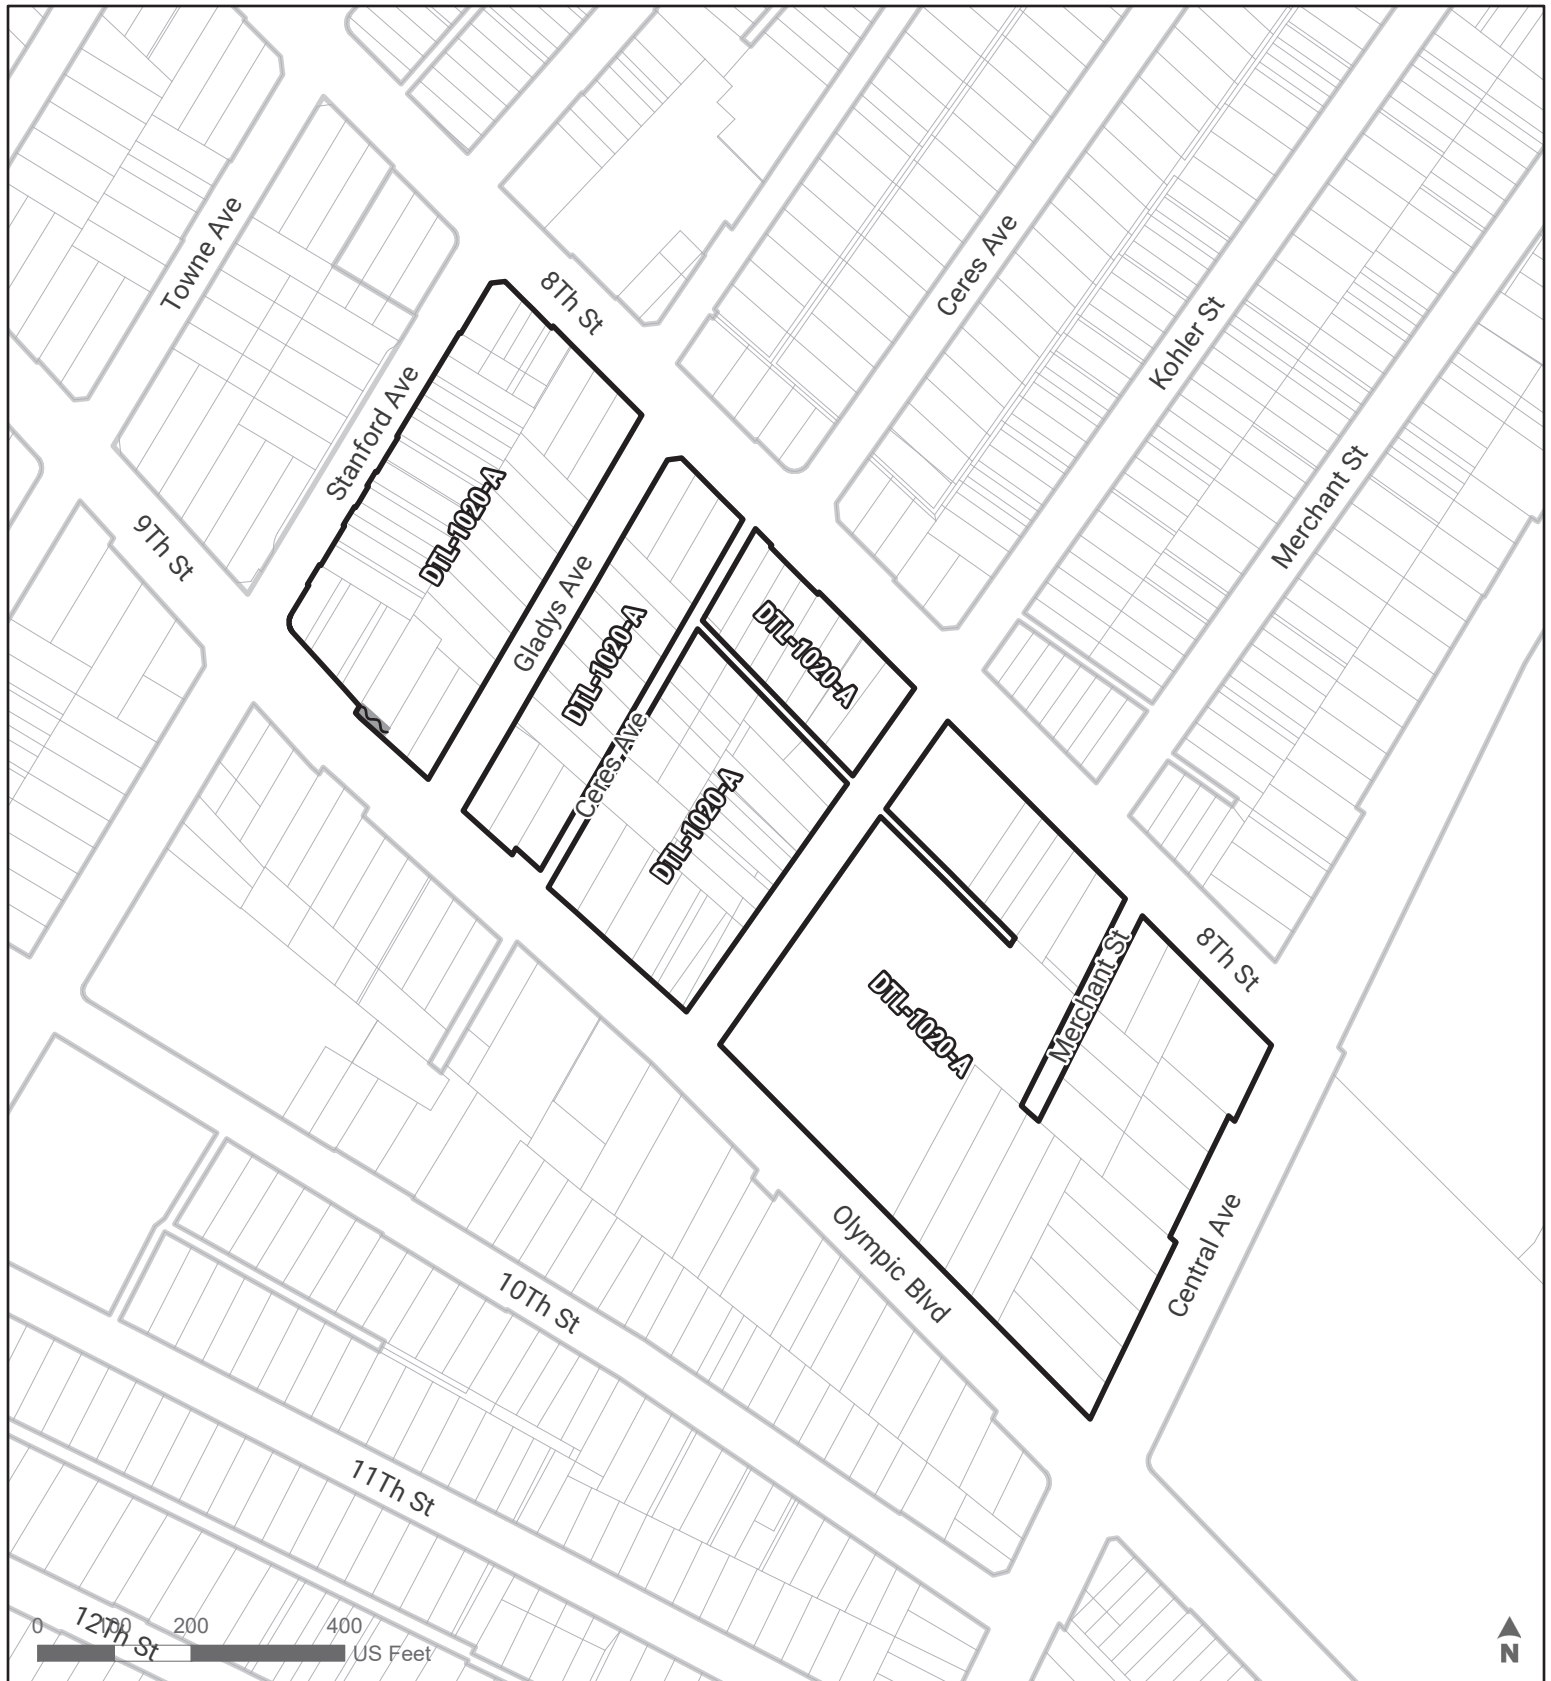 Towne Ave
8Th St
Ceres Ave
Kohler St
Stanford Ave
Merchant St
DTL-1020-A
9Th St
Gladys Ave
DTL-1020-A
DTL-1020-A
Ceres Ave
DTL-1020-A
8Th St
Merchant St
DTL-1020-A
Central Ave
Olympic Blvd
10Th St
11Th St
12Th St
0 100 200 400
US Feet
N